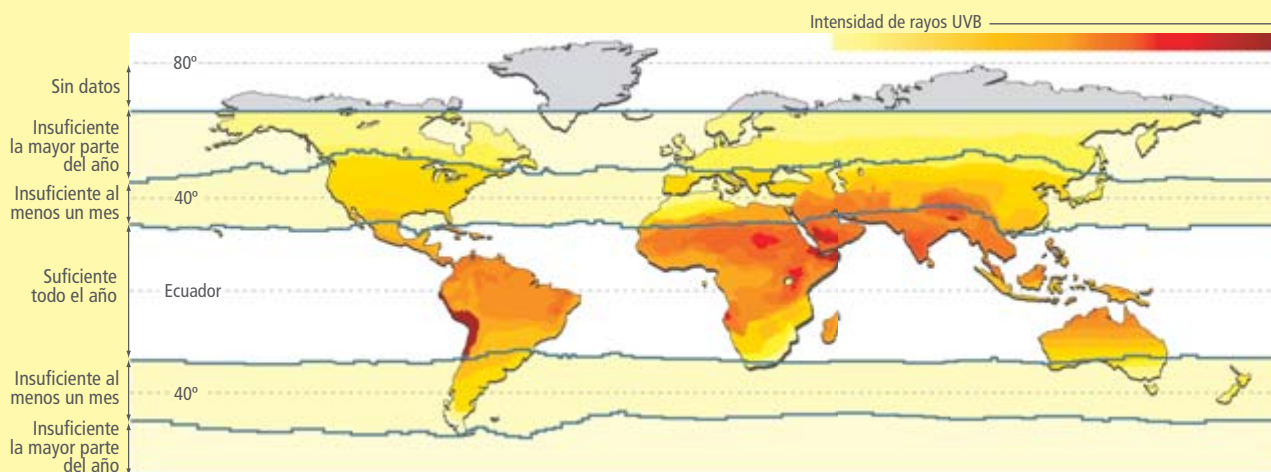 Intensidad de rayos UVB
80º
Sin datos
Insuficiente
la mayor parte
del año
Insuficiente al
menos un mes
40º
Suficiente
todo el año
Ecuador
Insuficiente al
menos un mes
40º
Insuficiente
la mayor parte
del año